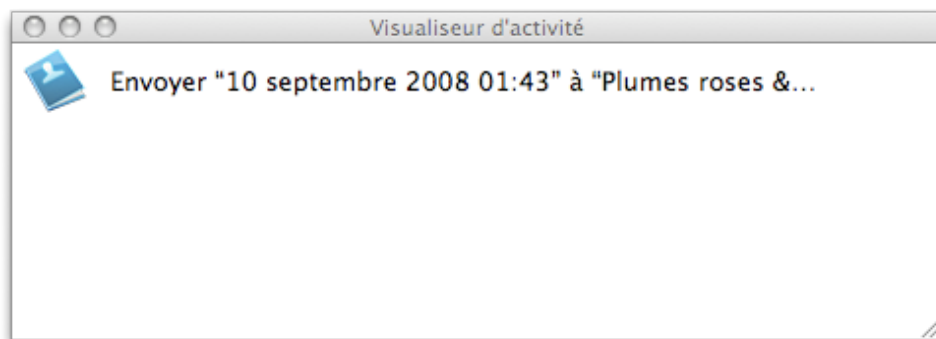 Visualiseur d'activité
Envoyer “10 septembre 2008 01:43” à “Plumes roses &...